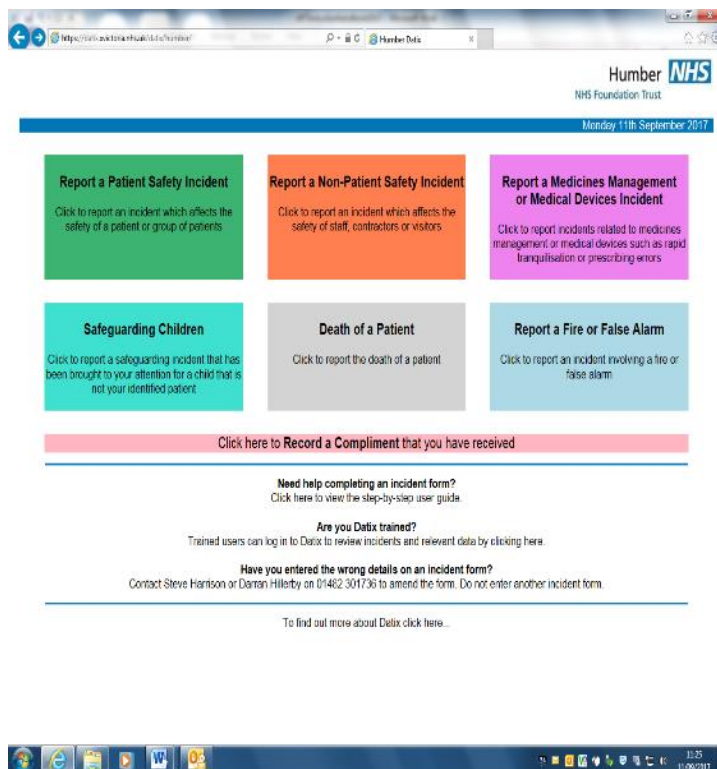 Humber Datix
Humber NHS
NHS Foundation Trust
Monday 11th September 2017
Report a Patient Safety Incident
Click to report an incident which affects the
safety of a patient or group of patients
Report a Non-Patient Safety Incident
Click to report an incident which affects the
safety of staff, contractors or visitors
Report a Medicines Management
or Medical Devices Incident
Click to report incidents related to medicines
management or medical devices such as rapid
tranquilisation or prescribing errors
Safeguarding Children
Click to report a safeguarding incident that has
been brought to your attention for a child that is
not your identified patient
Death of a Patient
Click to report the death of a patient
Report a Fire or False Alarm
Click to report an incident involving a fire or
false alarm
Click here to Record a Compliment that you have received
Need help completing an incident form?
Click here to view the step-by-step user guide.
Are you Datix trained?
Trained users can log in to Datix to review incidents and relevant data by clicking here.
Have you entered the wrong details on an incident form?
Contact Steve Harrison or Darran Hillerby on 01482 301736 to amend the form. Do not enter another incident form.
To find out more about Datix click here...
11:25
11/09/2017